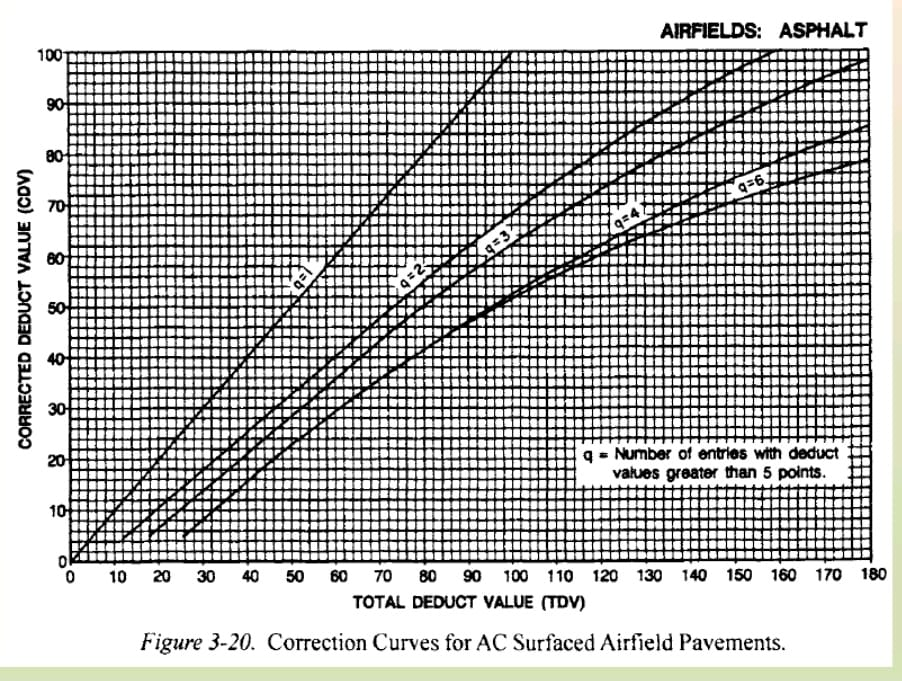 AIRFIELDS: ASPHALT
100
90
80
70
60
50
40
30
20
10
0
CORRECTED DEDUCT VALUE (CDV)
q=1
q=2
q=3
q=4
q=6
q = Number of entries with deduct
values greater than 5 points.
0 10 20 30 40 50 60 70 80 90 100 110 120 130 140 150 160 170 180
TOTAL DEDUCT VALUE (TDV)
Figure 3-20. Correction Curves for AC Surfaced Airfield Pavements.